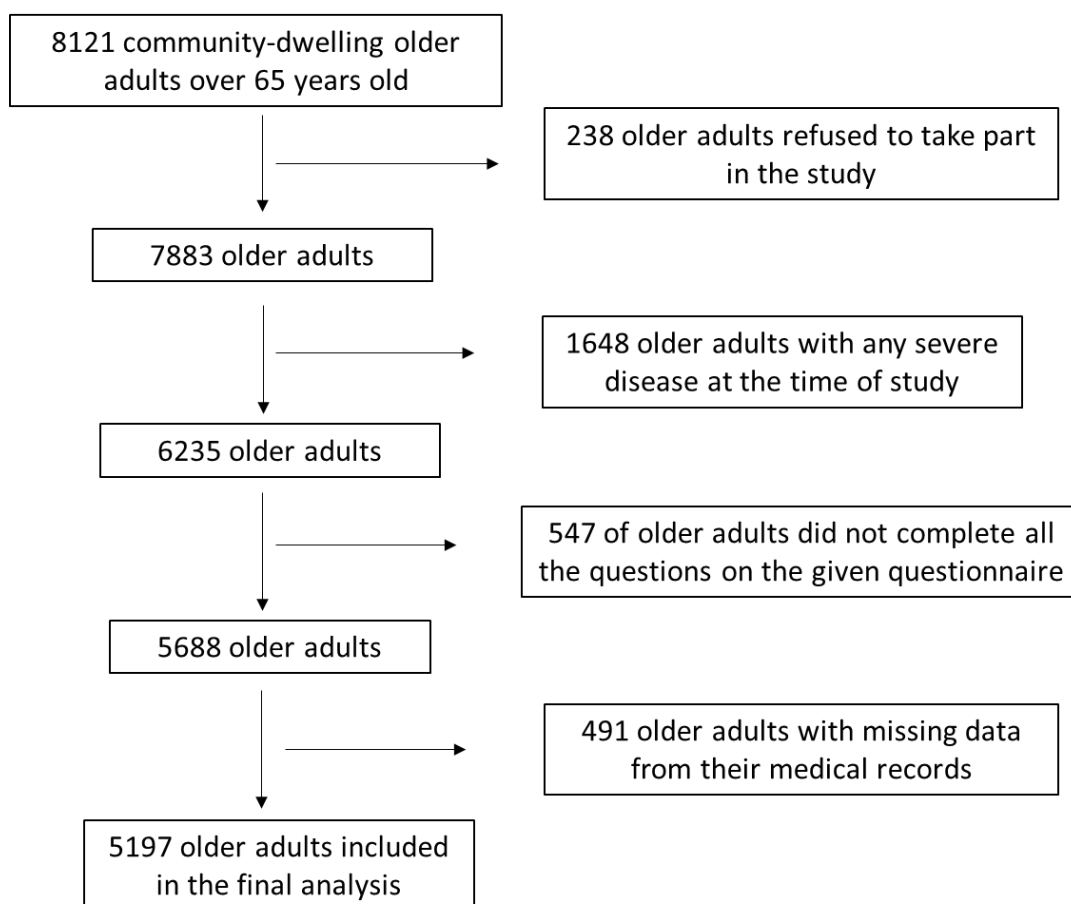 8121 community-dwelling older
adults over 65 years old
238 older adults refused to take part
in the study
7883 older adults
1648 older adults with any severe
disease at the time of study
6235 older adults
547 of older adults did not complete all
the questions on the given questionnaire
5688 older adults
491 older adults with missing data
from their medical records
5197 older adults included
in the final analysis